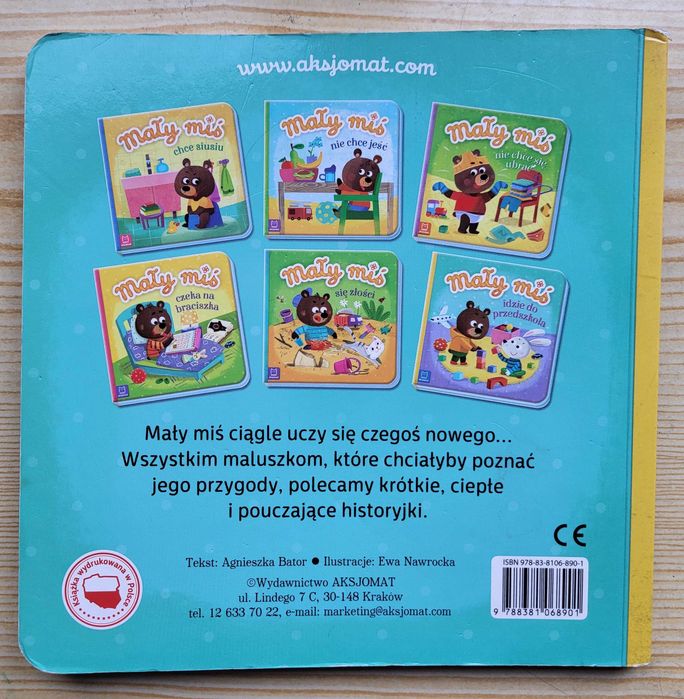 www.aksjomat.com
Mały miś
chce siusiu
Mały miś
nie chce jeść
Mały miś
nie chce się
ubrać
Mały miś
czeka na
braciszka
Mały miś
się złości
Mały miś
idzie do
przedszkola
Mały miś ciągle uczy się czegoś nowego...
Wszystkim maluszkom, które chciałyby poznać
jego przygody, polecamy krótkie, ciepłe
i pouczające historyjki.
CE
Książka wydrukowana w Polsce
Tekst: Agnieszka Bator ● Ilustracje: Ewa Nawrocka
©Wydawnictwo AKSJOMAT
ul. Lindego 7 C, 30-148 Kraków
tel. 12 633 70 22, e-mail: marketing@aksjomat.com
ISBN 978-83-8106-890-1
9 788381 068901